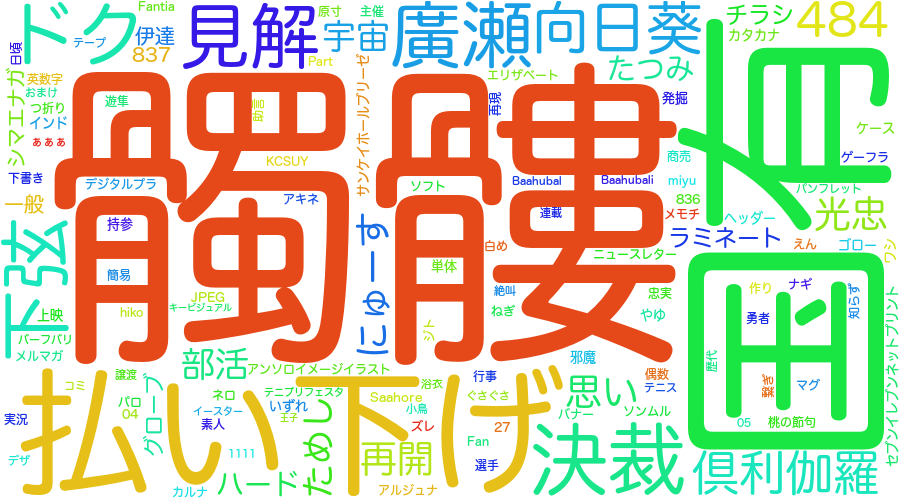 ドク
見解
原寸
主催
Fantia
テープ
伊達
837
宇宙
廣瀬
向日葵
チラシ
カタカナ
484
日頃
たつみ
Part
エリザベート
シマエナガ
英数字
おまけ
つ折り
インド
ぁぁぁ
遊隼
助言
サンケイホールブリーゼ
再現
発掘
ケース
髑髏
KCSUY
商売
ゲーフラ
下書き
デジタルプラ
アキネ
ソフト
Baahubal
Baahubali
miyu
パンフレット
一般
836
連載
メモチ
ヘッダー
光忠
持参
下弦
にゅーす
白め
ラミネート
えん
ゴロー
ワシ
簡易
単体
ニュースレター
絶叫
忠実
JPEG
キービジュアル
hiko
上映
ジト
ねぎ
やゆ
作り
ナギ
勇者
知らず
国
パーフパリ
メルマガ
邪魔
歴代
部活
アンソロイメージイラスト
譲渡
コミ
払い下げ
浴衣
行事
偶数
テニス
繋ぎ
マグ
セブンイレブンネットプリント
グローブ
ネロ
テニプリフェスタ
Saahore
ぐさぐさ
思い
パロ
04
イースター
いずれ
王子
小鳥
バナー
ソンムル
実況
素人
ためし
ズレ
27
05
桃の節句
1111
再開
Fan
決裁
デザ
選手
倶利伽羅
カルナ
ハード
アルジュナ